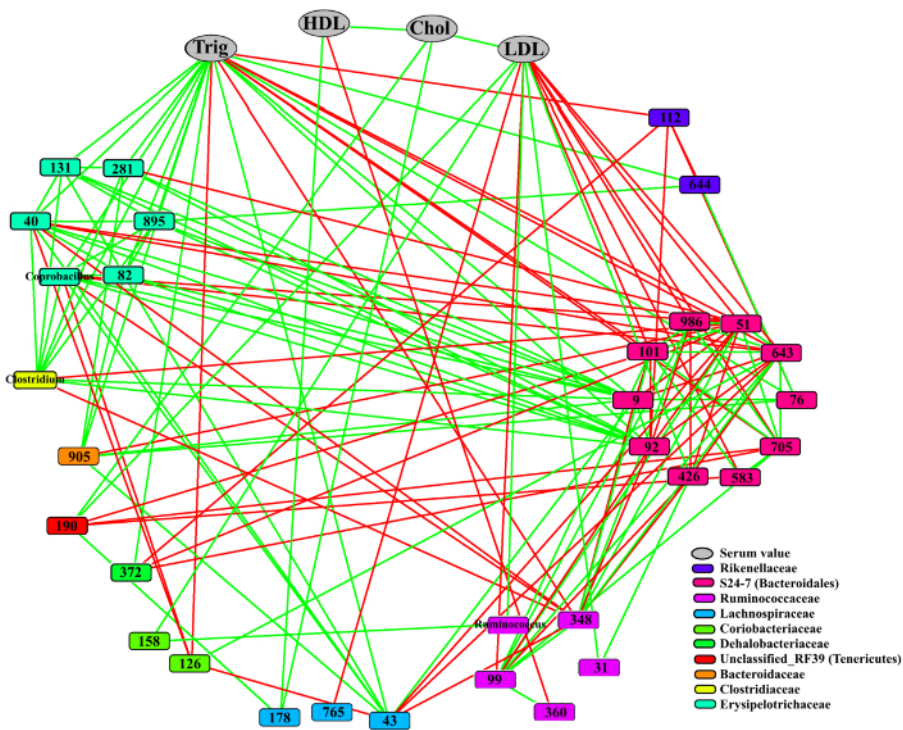 HDL
Chol
Trig
LDL
112
131
281
644
40
895
Coprobacillus
82
986
51
101
643
Clostridium
9
76
92
705
905
426
583
190
372
Serum value
Rikenellaceae
S24-7 (Bacteroidales)
Ruminococcaceae
Lachnospiraceae
Coriobacteriaceae
Dehalobacteriaceae
Unclassified_RF39 (Tenericutes)
Bacteroidaceae
Clostridiaceae
Erysipelotrichaceae
158
Ruminococcus
348
126
31
99
178
765
43
360